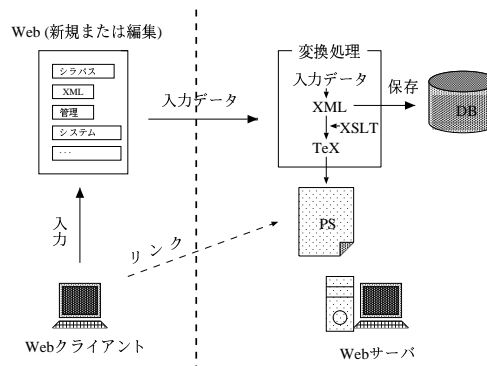 Web (新規または編集)
シラバス
XML
管理
システム
...
入力
Webクライアント
入力データ
リンク
変換処理
入力データ
XML
XSLT
TeX
保存
DB
PS
Webサーバ